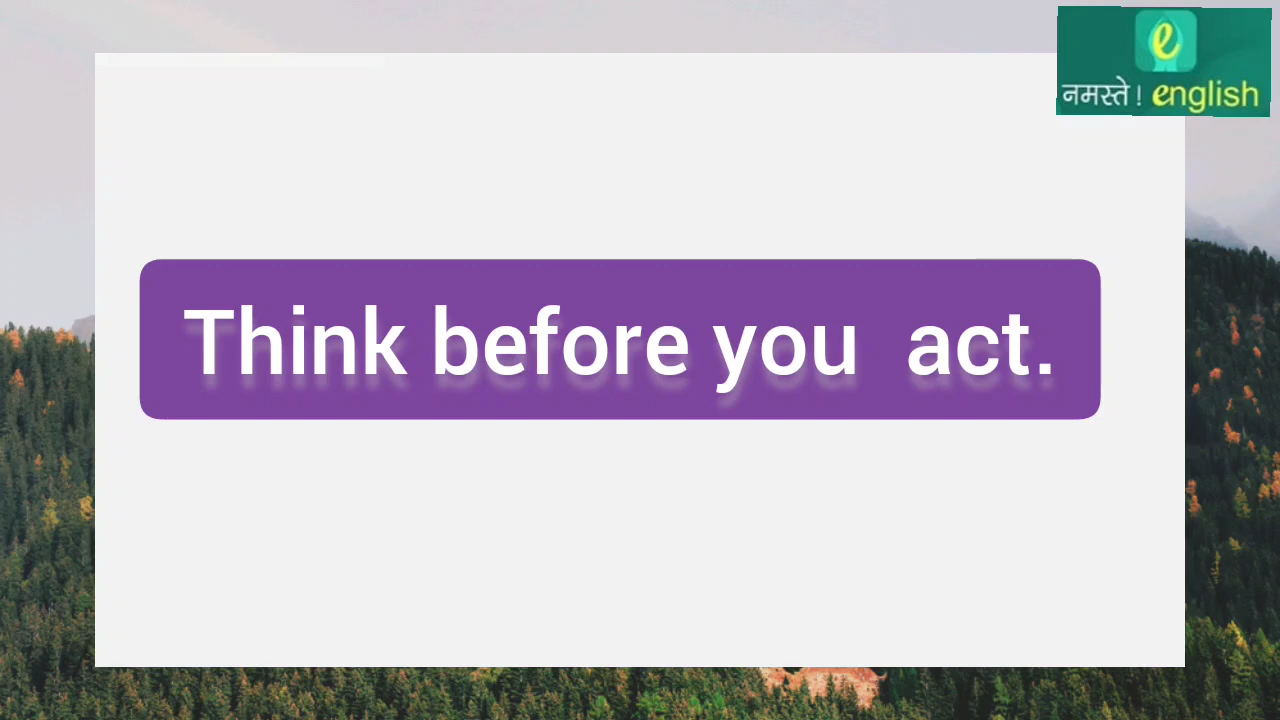 e
नमस्ते! english
Think before you  act.